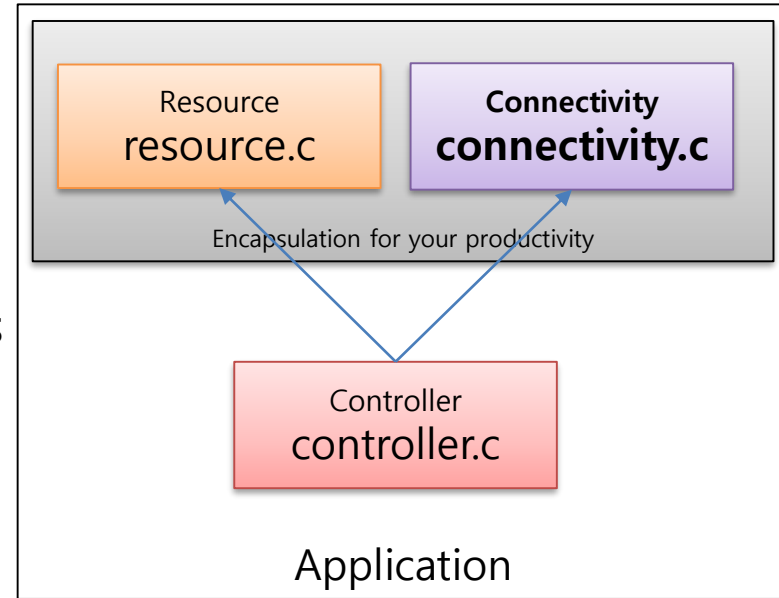 Resource
resource.c
Connectivity
connectivity.c
Encapsulation for your productivity
s
Controller
controller.c
Application